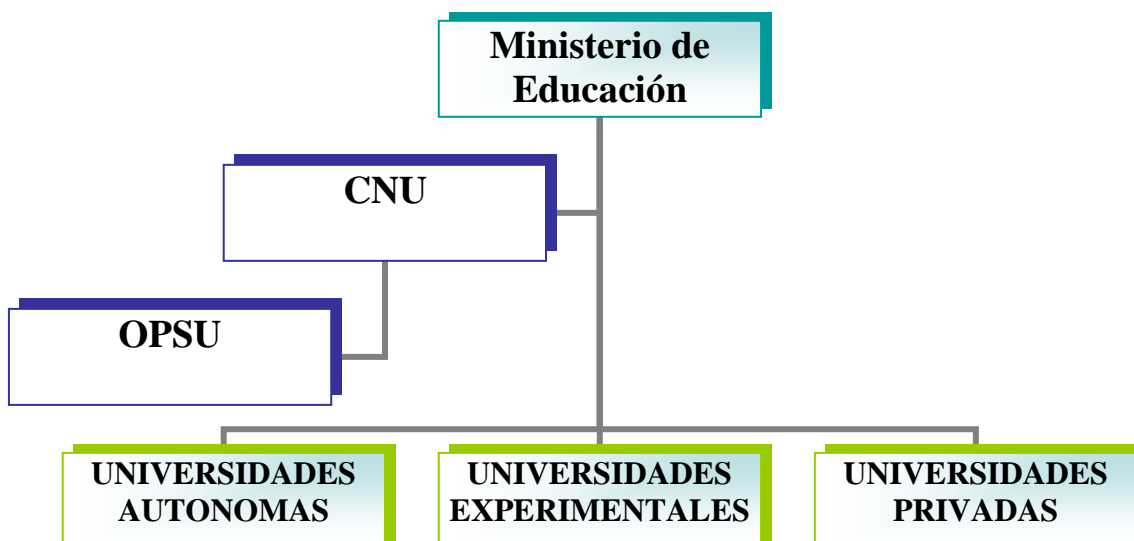 Ministerio de
Educación
CNU
OPSU
UNIVERSIDADES
AUTONOMAS
UNIVERSIDADES
EXPERIMENTALES
UNIVERSIDADES
PRIVADAS